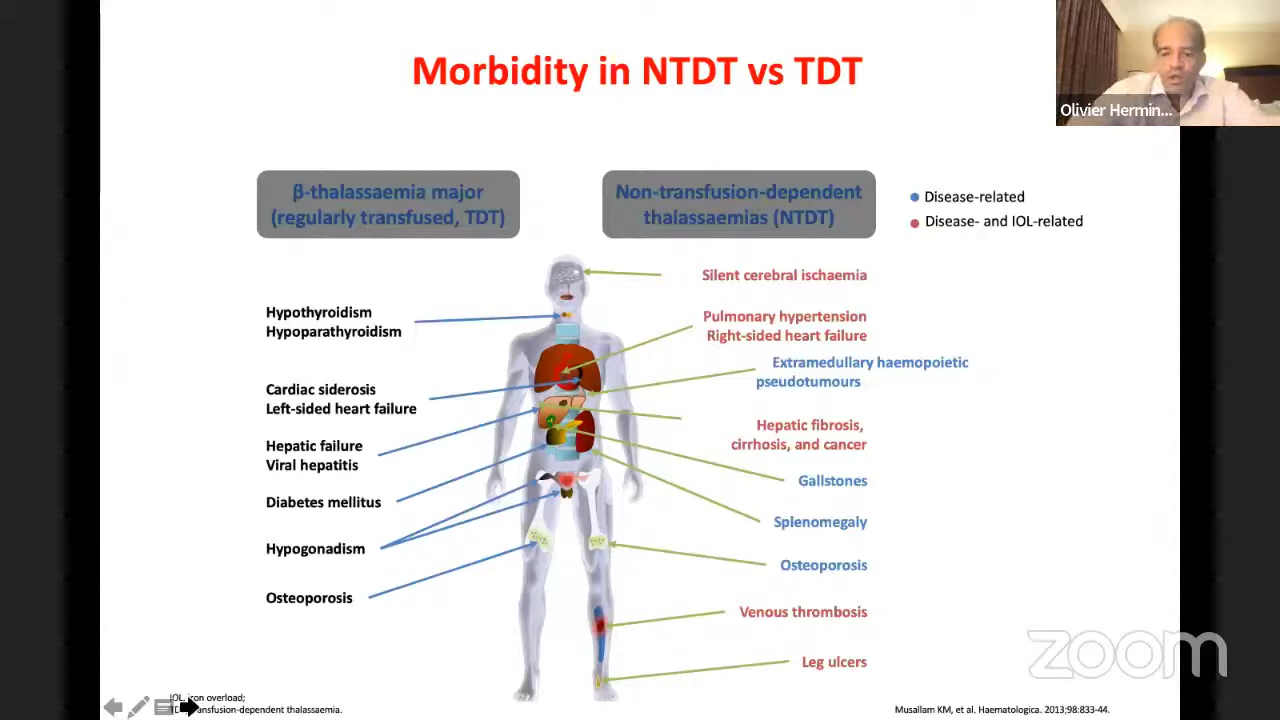 Morbidity in NTDT vs TDT
Olivier Hermin...
β-thalassaemia major
(regularly transfused, TDT)
Non-transfusion-dependent
thalassaemias (NTDT)
Disease-related
Disease- and IOL-related
Hypothyroidism
Hypoparathyroidism
Cardiac siderosis
Left-sided heart failure
Hepatic failure
Viral hepatitis
Diabetes mellitus
Hypogonadism
Osteoporosis
Silent cerebral ischaemia
Pulmonary hypertension
Right-sided heart failure
Extramedullary haemopoietic
pseudotumours
Hepatic fibrosis,
cirrhosis, and cancer
Gallstones
Splenomegaly
Osteoporosis
Venous thrombosis
Leg ulcers
zoom
IOL, iron overload;
transfusion-dependent thalassaemia.
Musallam KM, et al. Haematologica. 2013;98:833-44.